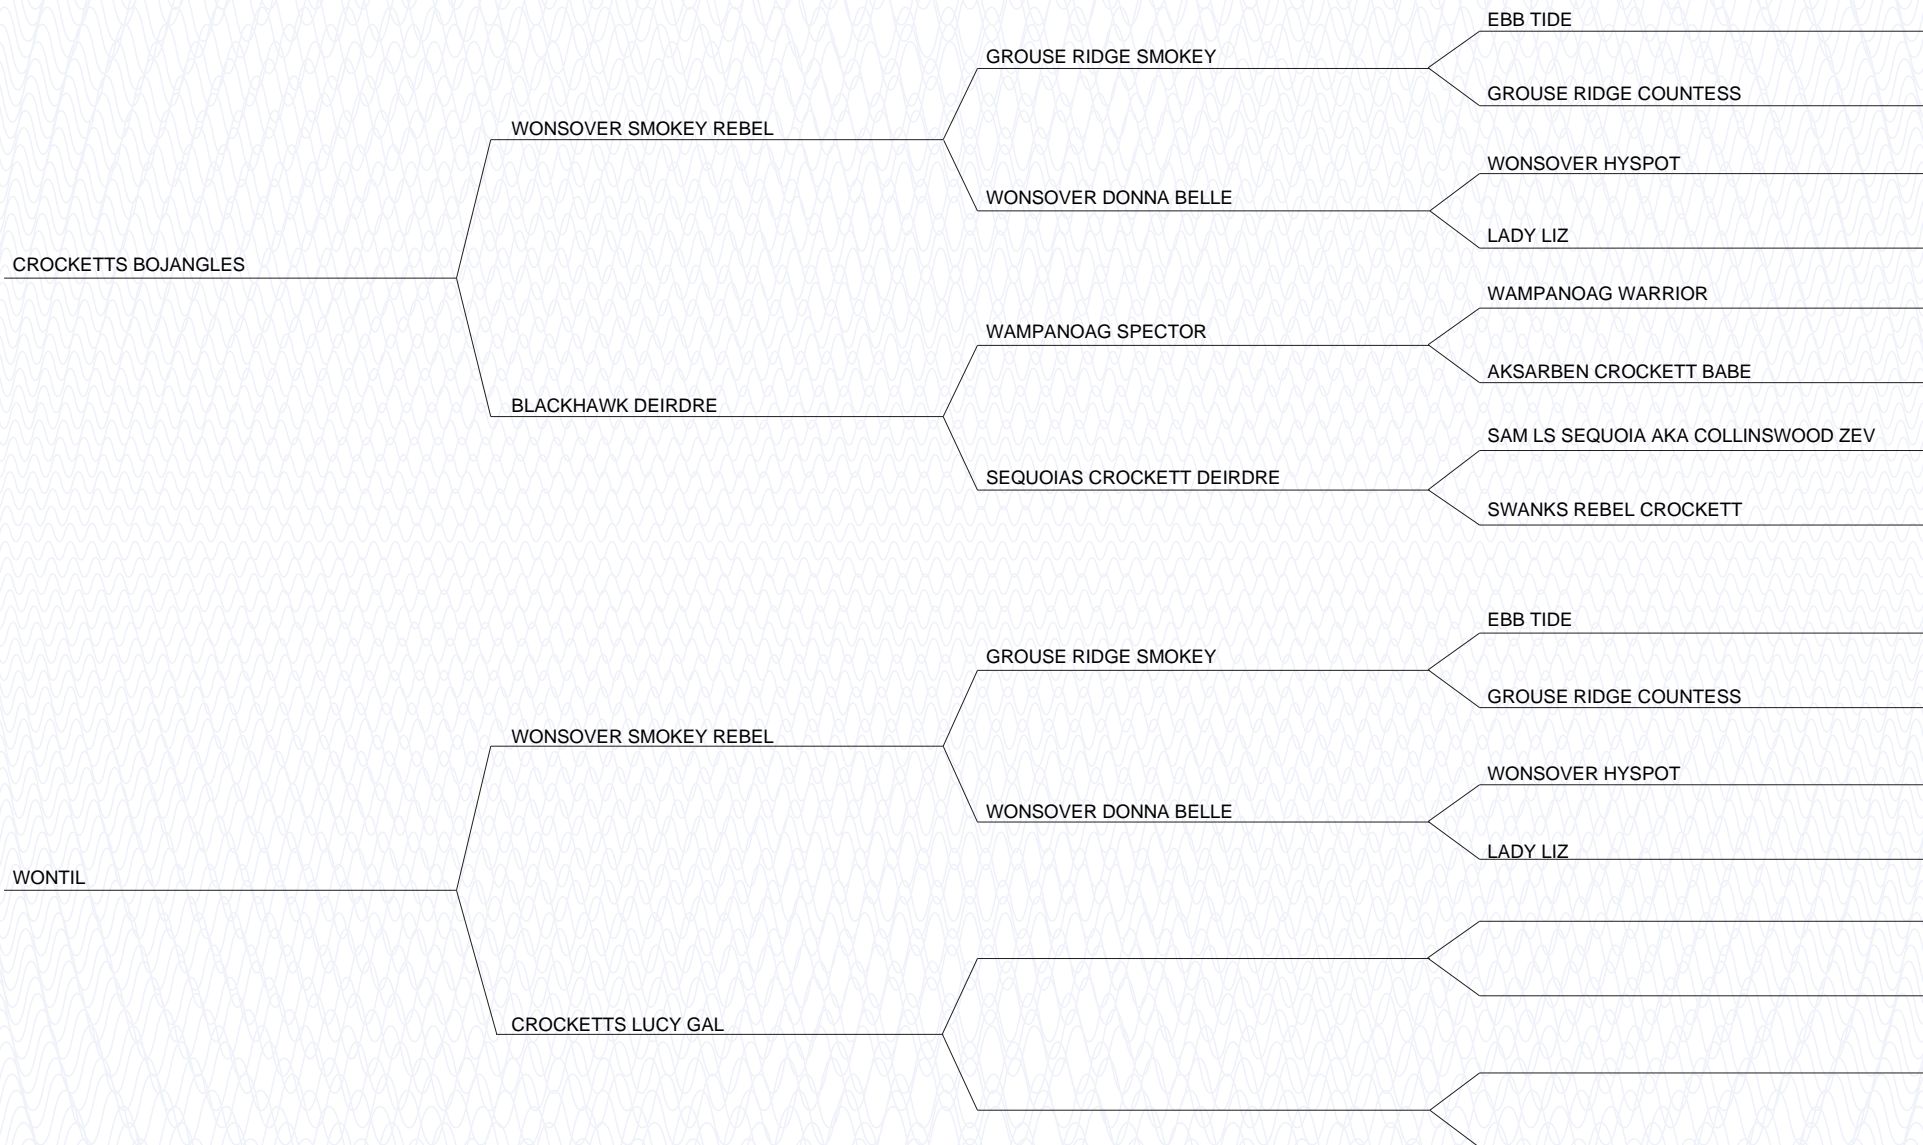 EBB TIDE
GROUSE RIDGE SMOKEY
GROUSE RIDGE COUNTESS
WONSOVER SMOKEY REBEL
WONSOVER HYSPOT
WONSOVER DONNA BELLE
LADY LIZ
CROCKETTS BOJANGLES
WAMPANOAG WARRIOR
WAMPANOAG SPECTOR
AKSARBEN CROCKETT BABE
BLACKHAWK DEIRDRE
SAM LS SEQUOIA AKA COLLINSWOOD ZEV
SEQUOIAS CROCKETT DEIRDRE
SWANKS REBEL CROCKETT
EBB TIDE
GROUSE RIDGE SMOKEY
GROUSE RIDGE COUNTESS
WONSOVER SMOKEY REBEL
WONSOVER HYSPOT
WONSOVER DONNA BELLE
LADY LIZ
WONTIL
CROCKETTS LUCY GAL